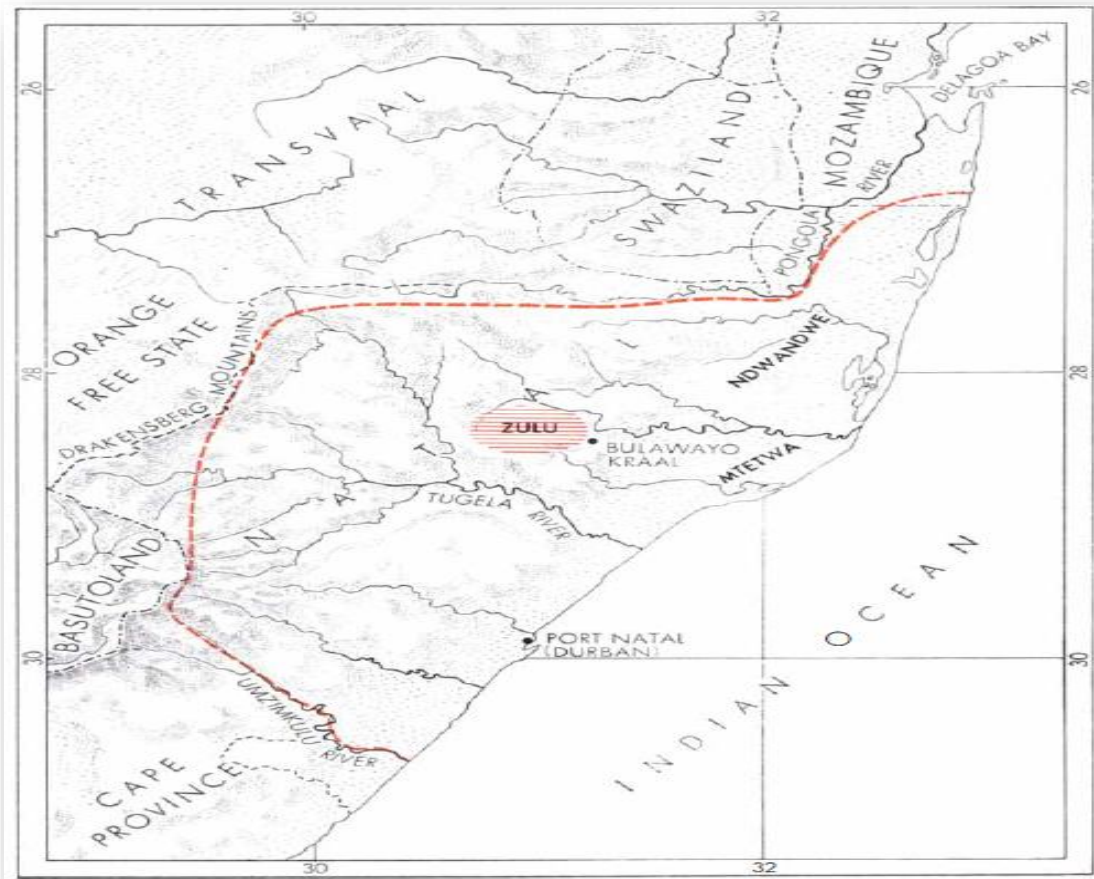 30
32
26
26
TRANSVAAL
SWAZILAND
MOZAMBIQUE
DELAGOA BAY
PONGOLA
RIVER
ORANGE
FREE STATE
DRAKENSBERG MOUNTAINS
28
28
NDWANDWE
ZULU
BULAWAYO
KRAAL
MTETWA
NATAL
TUGELA
RIVER
BASUTOLAND
PORT NATAL
(DURBAN)
30
30
UMZIMKULU
RIVER
CAPE
PROVINCE
INDIAN OCEAN
30
32